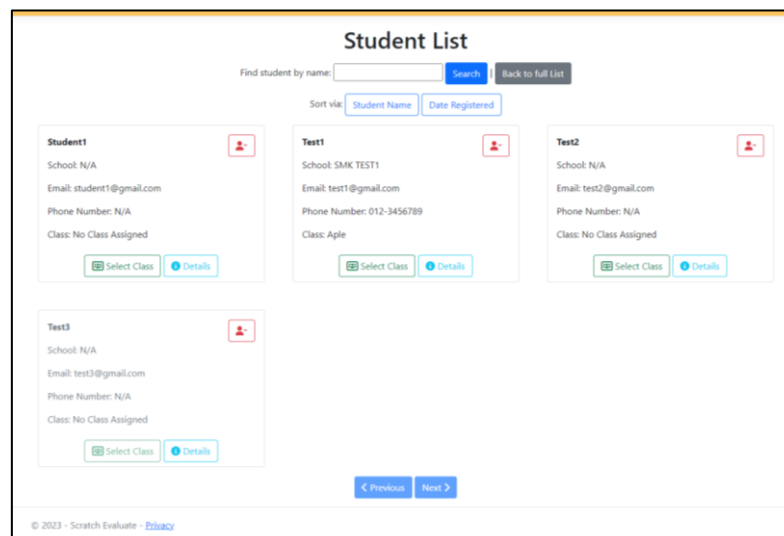 Student List
Find student by name: Search | Back to full List
Sort via: Student Name Date Registered
Student1
School: N/A
Email: student1@gmail.com
Phone Number: N/A
Class: No Class Assigned
Select Class Details
Test1
School: SMK TEST1
Email: test1@gmail.com
Phone Number: 012-3456789
Class: Aple
Select Class Details
Test2
School: N/A
Email: test2@gmail.com
Phone Number: N/A
Class: No Class Assigned
Select Class Details
Test3
School: N/A
Email: test3@gmail.com
Phone Number: N/A
Class: No Class Assigned
Select Class Details
Previous Next
© 2023 - Scratch Evaluate - Privacy